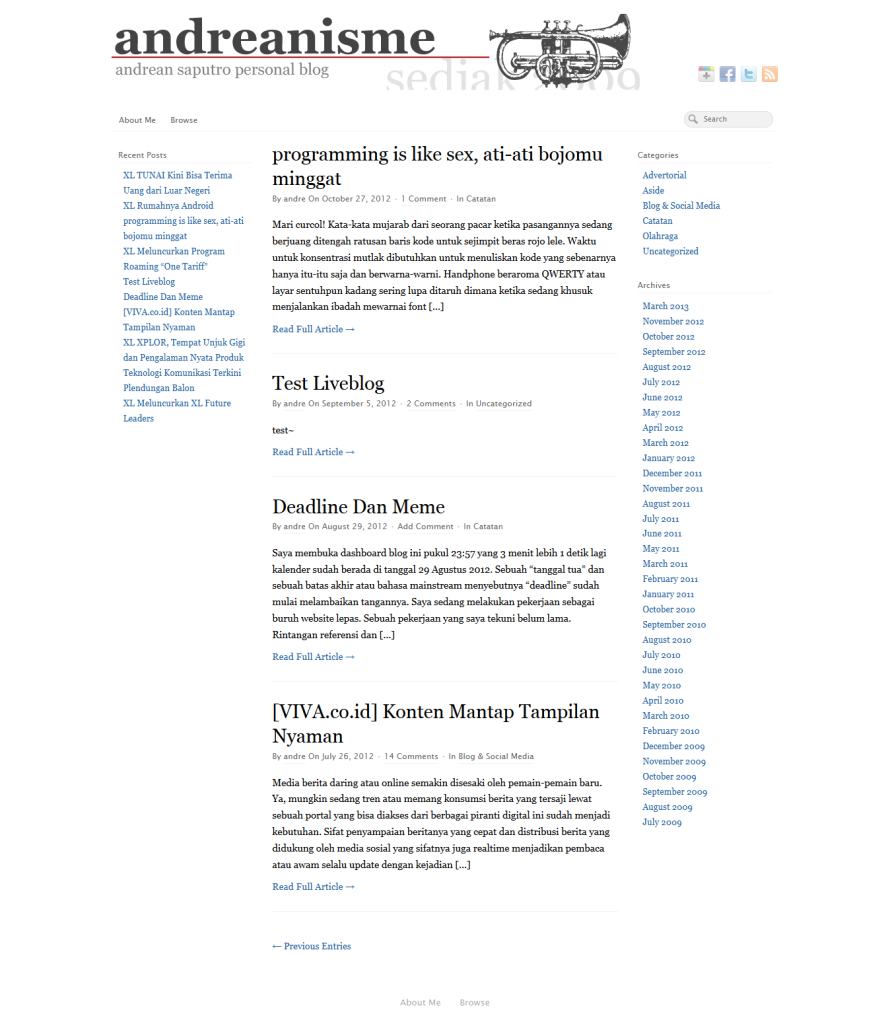 andreanisme
andrean saputro personal blog
sediak 2009
About Me
Browse
Search
Recent Posts
XL TUNAI Kini Bisa Terima
Uang dari Luar Negeri
XL Rumahnya Android
programming is like sex, ati-ati
bojomu minggat
XL Meluncurkan Program
Roaming “One Tariff”
Test Liveblog
Deadline Dan Meme
[VIVA.co.id] Konten Mantap
Tampilan Nyaman
XL XPLOR, Tempat Unjuk Gigi
dan Pengalaman Nyata Produk
Teknologi Komunikasi Terkini
Plendungan Balon
XL Meluncurkan XL Future
Leaders
programming is like sex, ati-ati bojomu
minggat
By andre On October 27, 2012 · 1 Comment · In Catatan
Mari curcol! Kata-kata mujarab dari seorang pacar ketika pasangannya sedang
berjuang ditengah ratusan baris kode untuk sejimpit beras rojo lele. Waktu
untuk konsentrasi mutlak dibutuhkan untuk menuliskan kode yang sebenarnya
hanya itu-itu saja dan berwarna-warni. Handphone beraroma QWERTY atau
layar sentuhpun kadang sering lupa ditaruh dimana ketika sedang khusuk
menjalankan ibadah mewarnai font [...]
Read Full Article →
Test Liveblog
By andre On September 5, 2012 · 2 Comments · In Uncategorized
test~
Read Full Article →
Deadline Dan Meme
By andre On August 29, 2012 · Add Comment · In Catatan
Saya membuka dashboard blog ini pukul 23:57 yang 3 menit lebih 1 detik lagi
kalender sudah berada di tanggal 29 Agustus 2012. Sebuah “tanggal tua” dan
sebuah batas akhir atau bahasa mainstream menyebutnya “deadline” sudah
mulai melambaikan tangannya. Saya sedang melakukan pekerjaan sebagai
buruh website lepas. Sebuah pekerjaan yang saya tekuni belum lama.
Rintangan referensi dan [...]
Read Full Article →
[VIVA.co.id] Konten Mantap Tampilan
Nyaman
By andre On July 26, 2012 · 14 Comments · In Blog & Social Media
Media berita daring atau online semakin disesaki oleh pemain-pemain baru.
Ya, mungkin sedang tren atau memang konsumsi berita yang tersaji lewat
sebuah portal yang bisa diakses dari berbagai piranti digital ini sudah menjadi
kebutuhan. Sifat penyampaian beritanya yang cepat dan distribusi berita yang
didukung oleh media sosial yang sifatnya juga realtime menjadikan pembaca
atau awam selalu update dengan kejadian [...]
Read Full Article →
← Previous Entries
Categories
Advertorial
Aside
Blog & Social Media
Catatan
Olahraga
Uncategorized
Archives
March 2013
November 2012
October 2012
September 2012
August 2012
July 2012
June 2012
May 2012
April 2012
March 2012
January 2012
December 2011
November 2011
August 2011
July 2011
June 2011
May 2011
March 2011
February 2011
January 2011
October 2010
September 2010
August 2010
July 2010
June 2010
May 2010
April 2010
March 2010
February 2010
December 2009
November 2009
October 2009
September 2009
August 2009
July 2009
About Me
Browse